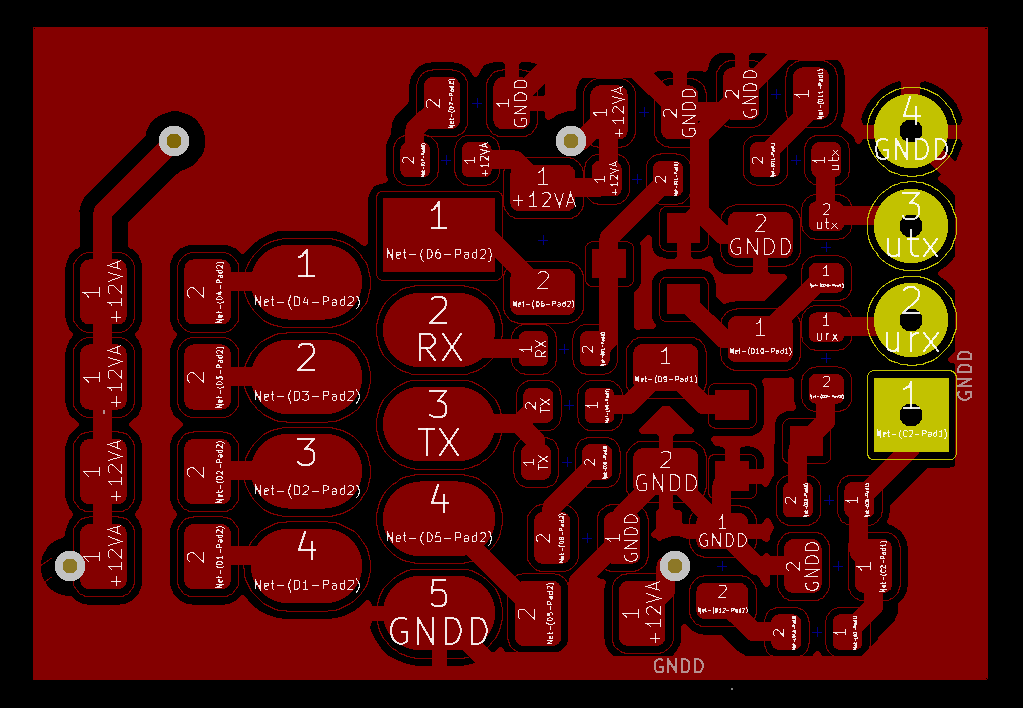 2
Net-(D7-Pad2)
1
GNDD
1
+12VA
2
GNDD
2
GNDD
1
Net-(D11-Pad1)
4
GNDD
2
1
+12VA
1
+12VA
1
+12VA
2
2
1
utx
2
utx
3
utx
1
Net-(D6-Pad2)
2
GNDD
1
+12VA
2
Net-(D4-Pad2)
1
Net-(D4-Pad2)
2
Net-(D6-Pad2)
1
2
RX
1
RX
2
1
Net-(D10-Pad1)
1
urx
2
urx
1
+12VA
2
Net-(D3-Pad2)
2
Net-(D3-Pad2)
1
Net-(D9-Pad1)
2
GNDD
3
TX
2
TX
1
1
Net-(C2-Pad1)
1
+12VA
2
Net-(D2-Pad2)
3
Net-(D2-Pad2)
1
TX
2
2
GNDD
2
1
4
Net-(D5-Pad2)
2
Net-(D8-Pad2)
1
GNDD
1
GNDD
1
+12VA
2
Net-(D1-Pad2)
4
Net-(D1-Pad2)
2
GNDD
1
Net-(C2-Pad1)
5
GNDD
2
Net-(D5-Pad2)
1
+12VA
2
Net-(D12-Pad2)
2
1
GNDD